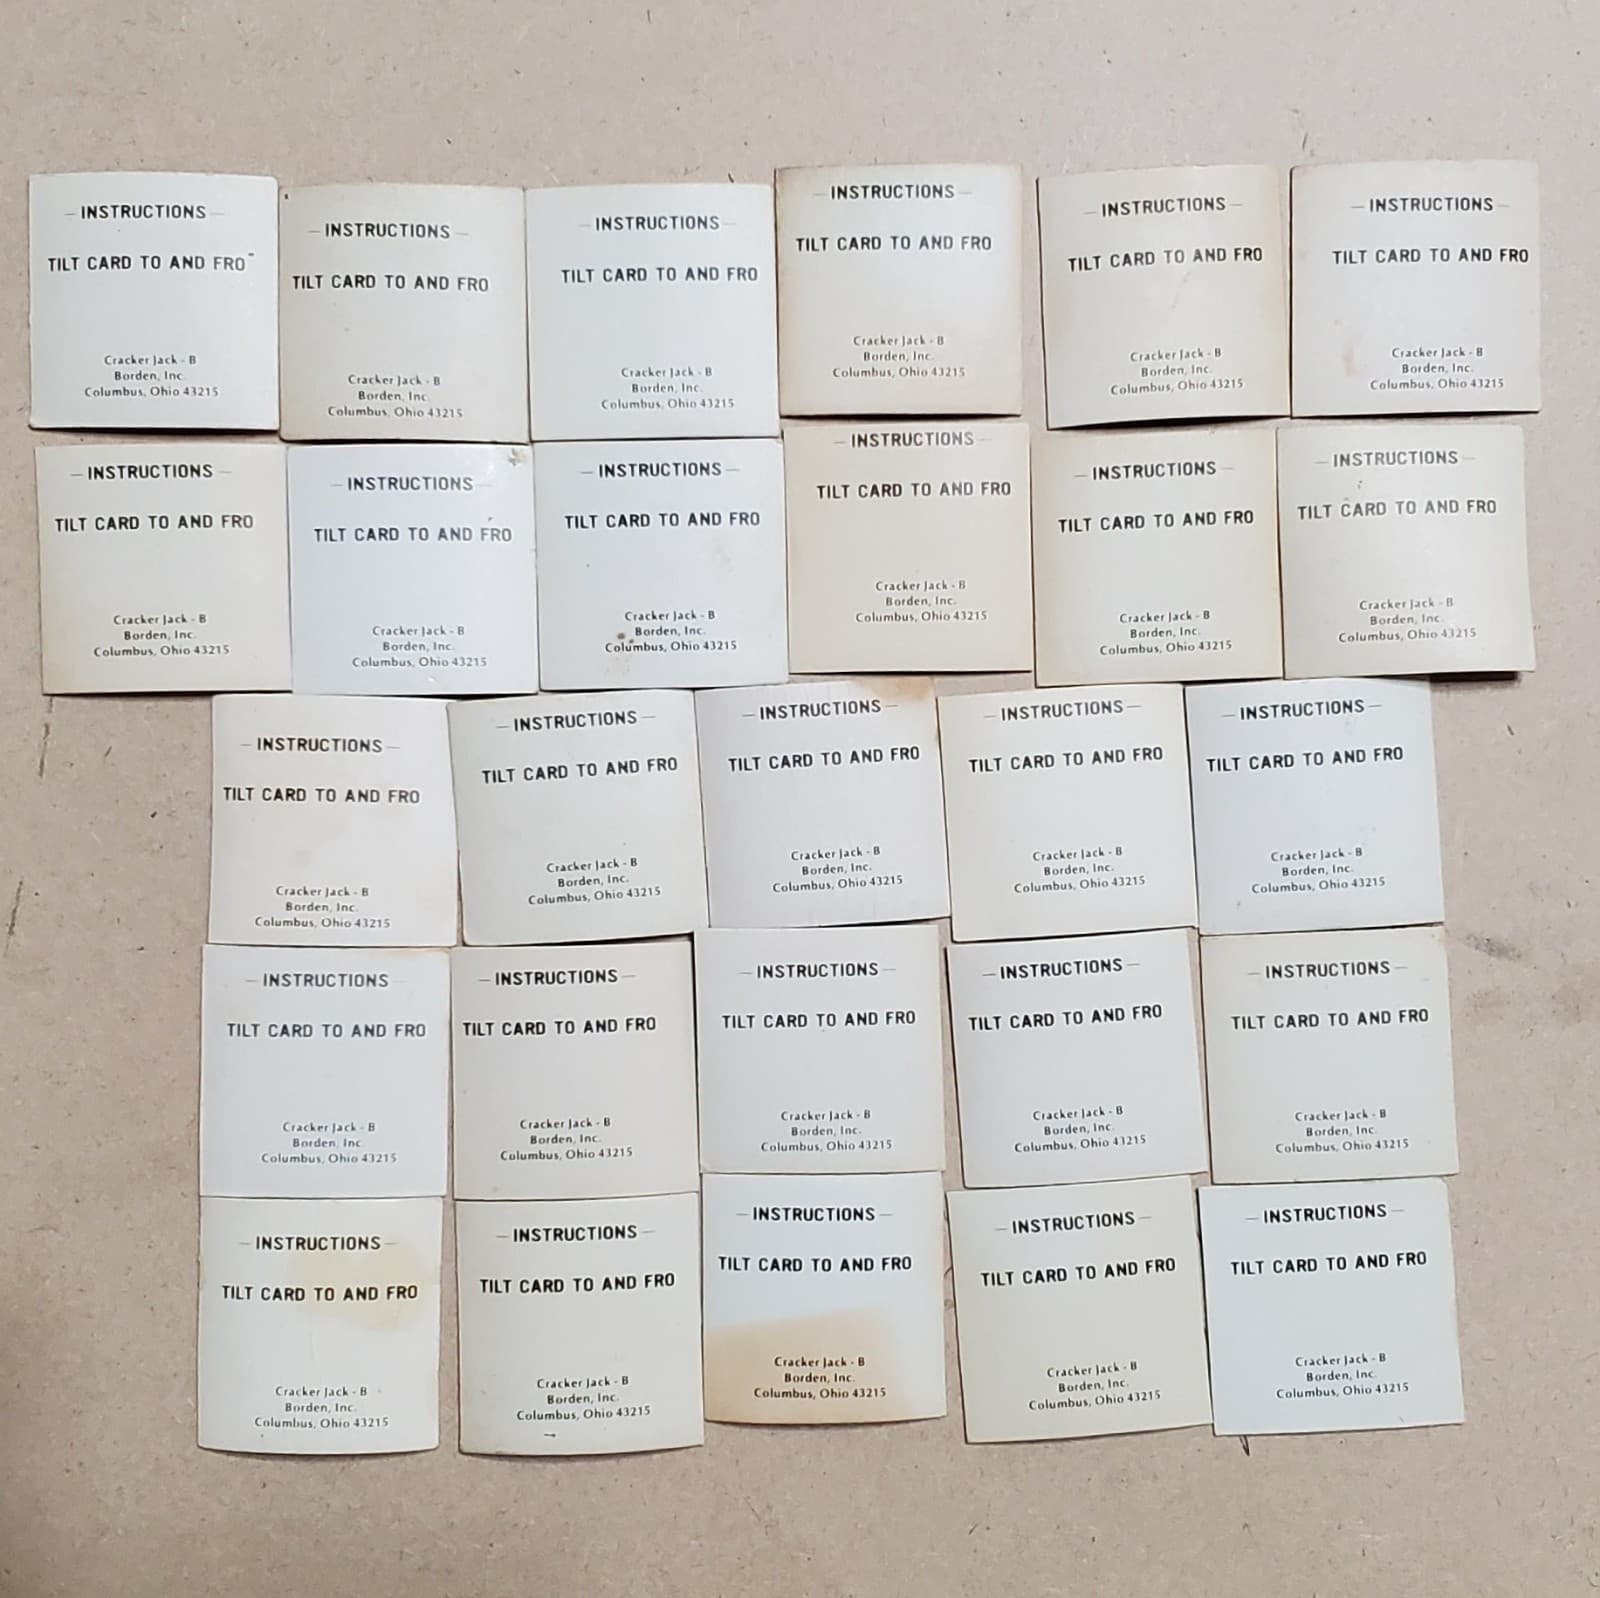 — INSTRUCTIONS —
TILT CARD TO AND FRO
Cracker Jack - B
Borden, Inc.
Columbus, Ohio 43215
— INSTRUCTIONS —
TILT CARD TO AND FRO
Cracker Jack - B
Borden, Inc.
Columbus, Ohio 43215
— INSTRUCTIONS —
TILT CARD TO AND FRO
Cracker Jack - B
Borden, Inc.
Columbus, Ohio 43215
— INSTRUCTIONS —
TILT CARD TO AND FRO
Cracker Jack - B
Borden, Inc.
Columbus, Ohio 43215
— INSTRUCTIONS —
TILT CARD TO AND FRO
Cracker Jack - B
Borden, Inc.
Columbus, Ohio 43215
— INSTRUCTIONS —
TILT CARD TO AND FRO
Cracker Jack - B
Borden, Inc.
Columbus, Ohio 43215
— INSTRUCTIONS —
TILT CARD TO AND FRO
Cracker Jack - B
Borden, Inc.
Columbus, Ohio 43215
— INSTRUCTIONS —
TILT CARD TO AND FRO
Cracker Jack - B
Borden, Inc.
Columbus, Ohio 43215
— INSTRUCTIONS —
TILT CARD TO AND FRO
Cracker Jack - B
Borden, Inc.
Columbus, Ohio 43215
— INSTRUCTIONS —
TILT CARD TO AND FRO
Cracker Jack - B
Borden, Inc.
Columbus, Ohio 43215
— INSTRUCTIONS —
TILT CARD TO AND FRO
Cracker Jack - B
Borden, Inc.
Columbus, Ohio 43215
— INSTRUCTIONS —
TILT CARD TO AND FRO
Cracker Jack - B
Borden, Inc.
Columbus, Ohio 43215
— INSTRUCTIONS —
TILT CARD TO AND FRO
Cracker Jack - B
Borden, Inc.
Columbus, Ohio 43215
— INSTRUCTIONS —
TILT CARD TO AND FRO
Cracker Jack - B
Borden, Inc.
Columbus, Ohio 43215
— INSTRUCTIONS —
TILT CARD TO AND FRO
Cracker Jack - B
Borden, Inc.
Columbus, Ohio 43215
— INSTRUCTIONS —
TILT CARD TO AND FRO
Cracker Jack - B
Borden, Inc.
Columbus, Ohio 43215
— INSTRUCTIONS —
TILT CARD TO AND FRO
Cracker Jack - B
Borden, Inc.
Columbus, Ohio 43215
— INSTRUCTIONS —
TILT CARD TO AND FRO
Cracker Jack - B
Borden, Inc.
Columbus, Ohio 43215
— INSTRUCTIONS —
TILT CARD TO AND FRO
Cracker Jack - B
Borden, Inc.
Columbus, Ohio 43215
— INSTRUCTIONS —
TILT CARD TO AND FRO
Cracker Jack - B
Borden, Inc.
Columbus, Ohio 43215
— INSTRUCTIONS —
TILT CARD TO AND FRO
Cracker Jack - B
Borden, Inc.
Columbus, Ohio 43215
— INSTRUCTIONS —
TILT CARD TO AND FRO
Cracker Jack - B
Borden, Inc.
Columbus, Ohio 43215
— INSTRUCTIONS —
TILT CARD TO AND FRO
Cracker Jack - B
Borden, Inc.
Columbus, Ohio 43215
— INSTRUCTIONS —
TILT CARD TO AND FRO
Cracker Jack - B
Borden, Inc.
Columbus, Ohio 43215
— INSTRUCTIONS —
TILT CARD TO AND FRO
Cracker Jack - B
Borden, Inc.
Columbus, Ohio 43215
— INSTRUCTIONS —
TILT CARD TO AND FRO
Cracker Jack - B
Borden, Inc.
Columbus, Ohio 43215
— INSTRUCTIONS —
TILT CARD TO AND FRO
Cracker Jack - B
Borden, Inc.
Columbus, Ohio 43215